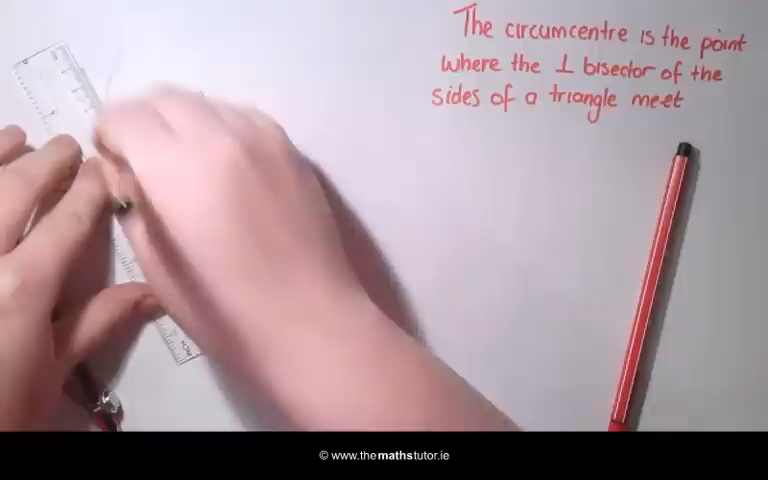 The circumcentre is the point
where the ⊥ bisector of the
sides of a triangle meet
© www.themathstutor.ie